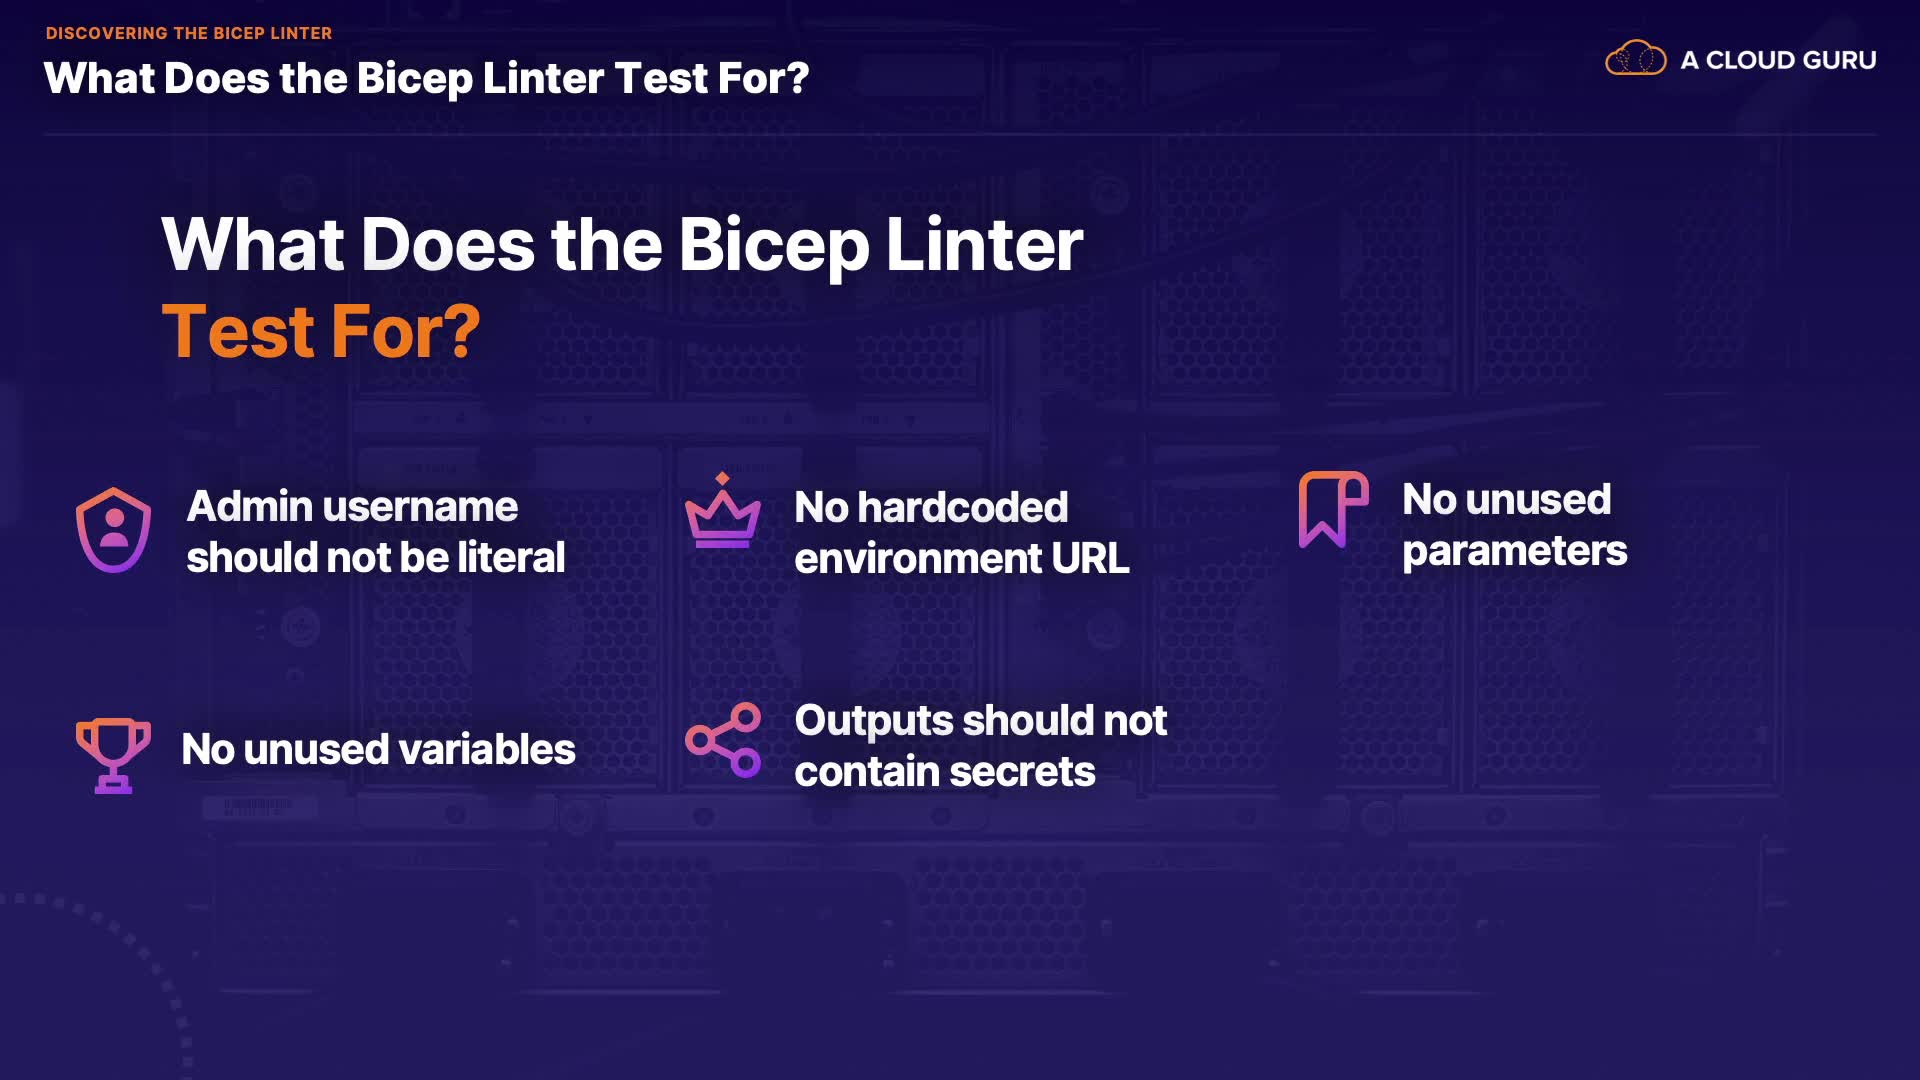 DISCOVERING THE BICEP LINTER
What Does the Bicep Linter Test For?
A CLOUD GURU
What Does the Bicep Linter
Test For?
Admin username
should not be literal
No hardcoded
environment URL
No unused
parameters
No unused variables
Outputs should not
contain secrets